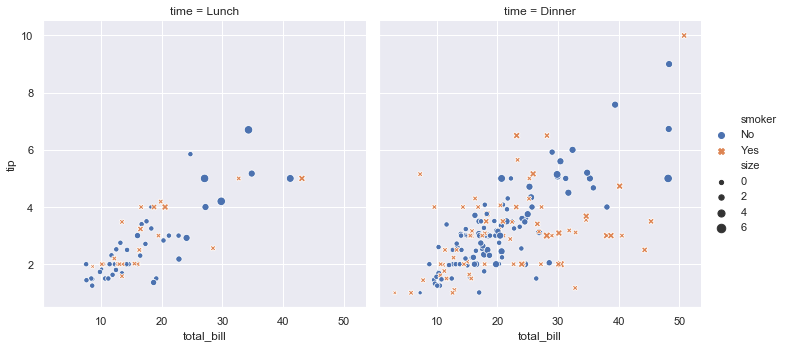 time = Lunch
time = Dinner
10
8
6
4
2
tip
10
20
30
40
50
total_bill
10
20
30
40
50
total_bill
smoker
No
Yes
size
0
2
4
6